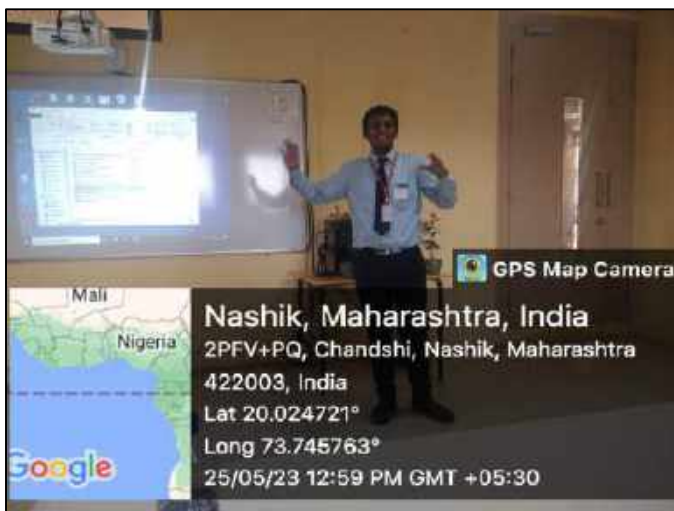 GPS Map Camera
Mali
Nigeria
Google
Nashik, Maharashtra, India
2PFV+PQ, Chandshi, Nashik, Maharashtra
422003, India
Lat 20.024721°
Long 73.745763°
25/05/23 12:59 PM GMT +05:30